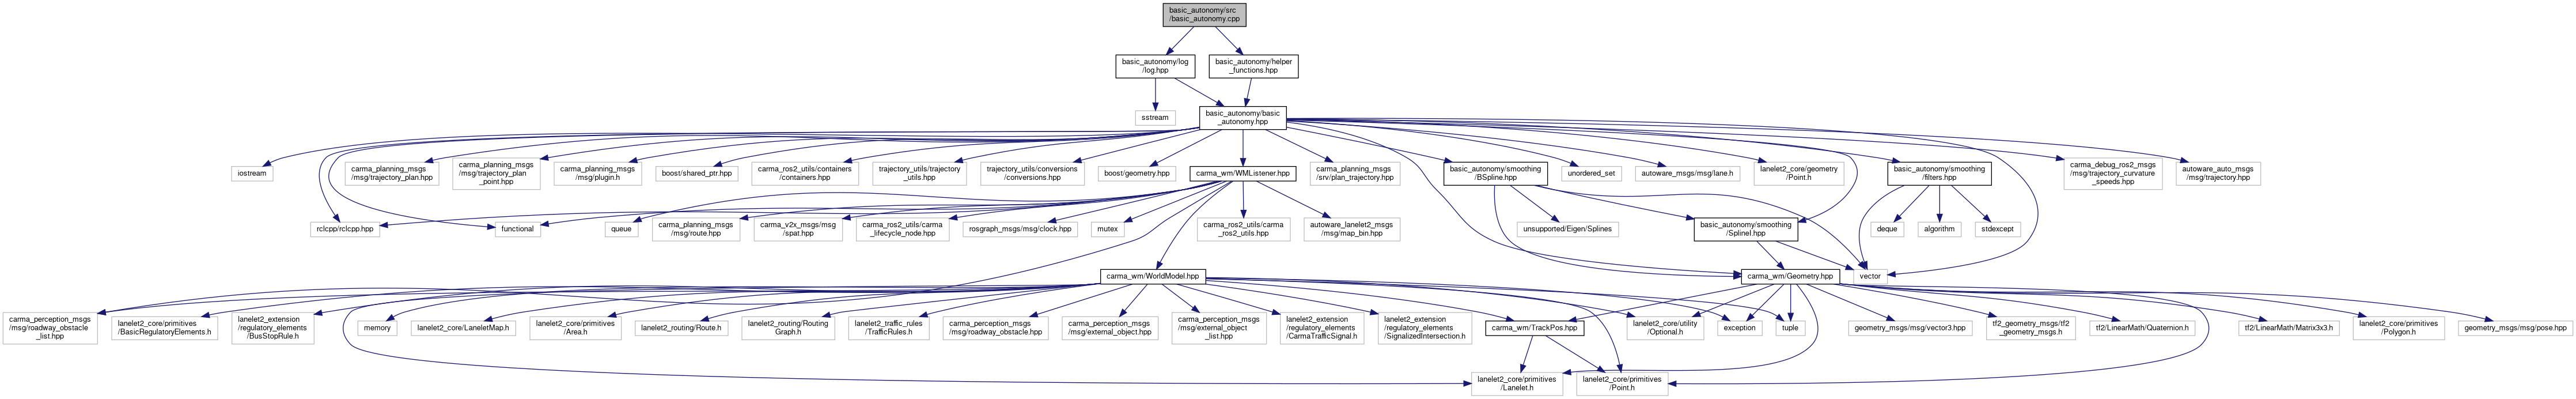 basic_autonomy/src
/basic_autonomy.cpp
basic_autonomy/log
/log.hpp
basic_autonomy/helper
_functions.hpp
sstream
basic_autonomy/basic
_autonomy.hpp
iostream
carma_planning_msgs
/msg/trajectory_plan.hpp
carma_planning_msgs
/msg/trajectory_plan
_point.hpp
carma_planning_msgs
/msg/plugin.h
boost/shared_ptr.hpp
carma_ros2_utils/containers
/containers.hpp
trajectory_utils/trajectory
_utils.hpp
trajectory_utils/conversions
/conversions.hpp
boost/geometry.hpp
carma_wm/WMListener.hpp
carma_planning_msgs
/srv/plan_trajectory.hpp
basic_autonomy/smoothing
/BSpline.hpp
unordered_set
autoware_msgs/msg/lane.h
lanelet2_core/geometry
/Point.h
basic_autonomy/smoothing
/filters.hpp
carma_debug_ros2_msgs
/msg/trajectory_curvature
_speeds.hpp
autoware_auto_msgs
/msg/trajectory.hpp
rclcpp/rclcpp.hpp
functional
queue
carma_planning_msgs
/msg/route.hpp
carma_v2x_msgs/msg
/spat.hpp
carma_ros2_utils/carma
_lifecycle_node.hpp
rosgraph_msgs/msg/clock.hpp
mutex
carma_ros2_utils/carma
_ros2_utils.hpp
autoware_lanelet2_msgs
/msg/map_bin.hpp
unsupported/Eigen/Splines
basic_autonomy/smoothing
/SplineI.hpp
deque
algorithm
stdexcept
carma_wm/WorldModel.hpp
carma_wm/Geometry.hpp
vector
carma_perception_msgs
/msg/roadway_obstacle
_list.hpp
lanelet2_core/primitives
/BasicRegulatoryElements.h
lanelet2_extension
/regulatory_elements
/BusStopRule.h
memory
lanelet2_core/LaneletMap.h
lanelet2_core/primitives
/Area.h
lanelet2_routing/Route.h
lanelet2_routing/Routing
Graph.h
lanelet2_traffic_rules
/TrafficRules.h
carma_perception_msgs
/msg/roadway_obstacle.hpp
carma_perception_msgs
/msg/external_object.hpp
carma_perception_msgs
/msg/external_object
_list.hpp
lanelet2_extension
/regulatory_elements
/CarmaTrafficSignal.h
lanelet2_extension
/regulatory_elements
/SignalizedIntersection.h
carma_wm/TrackPos.hpp
lanelet2_core/utility
/Optional.h
exception
tuple
geometry_msgs/msg/vector3.hpp
tf2_geometry_msgs/tf2
_geometry_msgs.h
tf2/LinearMath/Quaternion.h
tf2/LinearMath/Matrix3x3.h
lanelet2_core/primitives
/Polygon.h
geometry_msgs/msg/pose.hpp
lanelet2_core/primitives
/Lanelet.h
lanelet2_core/primitives
/Point.h